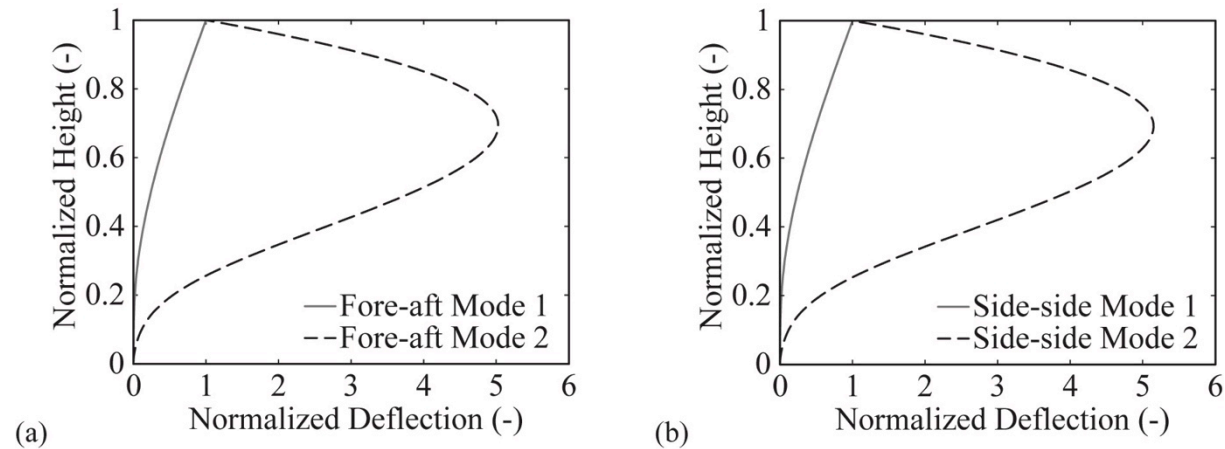 1
0.8
0.6
0.4
0.2
0
Normalized Height (-)
Fore-aft Mode 1
Fore-aft Mode 2
0 1 2 3 4 5 6
Normalized Deflection (-)
(a)
1
0.8
0.6
0.4
0.2
0
Normalized Height (-)
Side-side Mode 1
Side-side Mode 2
0 1 2 3 4 5 6
Normalized Deflection (-)
(b)